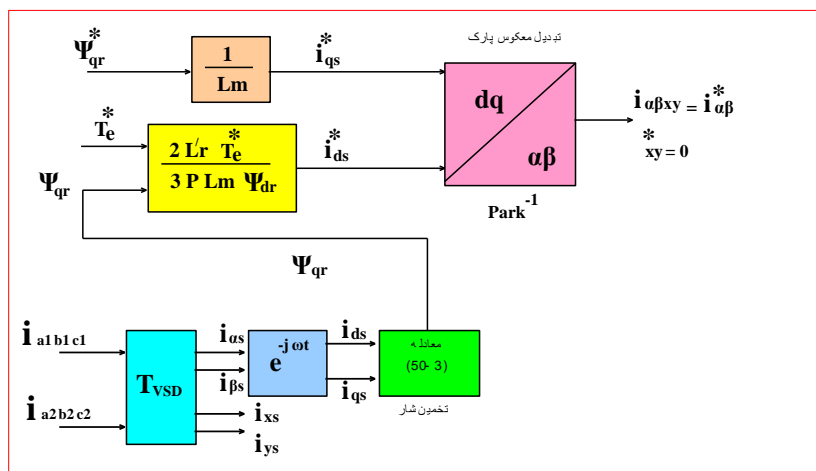 تبدیل معکوس پارک
Ψ*qr
1
Lm
i*qs
dq
αβ
iαβxy = i*αβ
*
xy = 0
T*e
2 L'r T*e
3 P Lm Ψdr
i*ds
Ψqr
Park-1
Ψqr
i a1 b1 c1
iαs
iβs
TVSD
e-j ωt
ids
iqs
معادله
(50- 3)
تخمین شار
i a2 b2 c2
ixs
iys